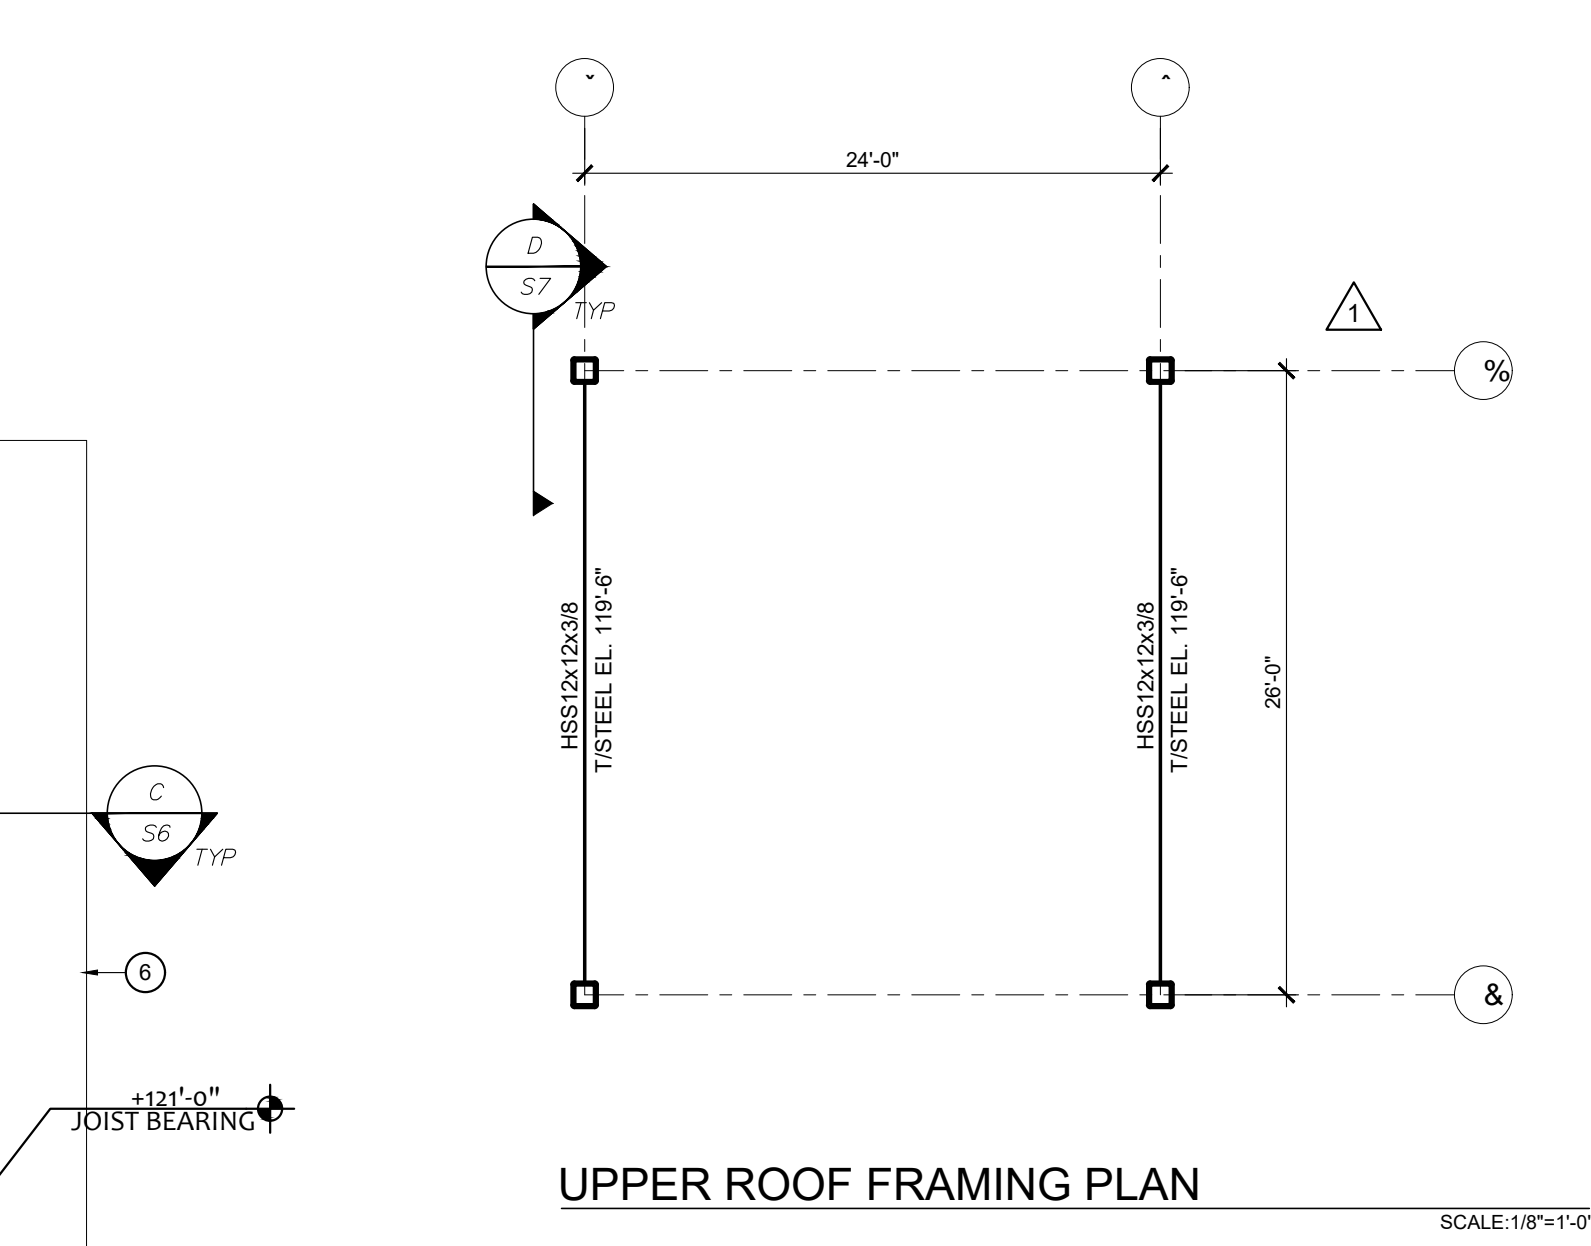 ˇ
ˆ
24'-0"
D
S7
TYP
1
%
HSS12x12x3/8
T/STEEL EL. 119'-6"
HSS12x12x3/8
T/STEEL EL. 119'-6"
26'-0"
C
S6
TYP
6
&
+121'-0"
JOIST BEARING
UPPER ROOF FRAMING PLAN
SCALE:1/8"=1'-0'